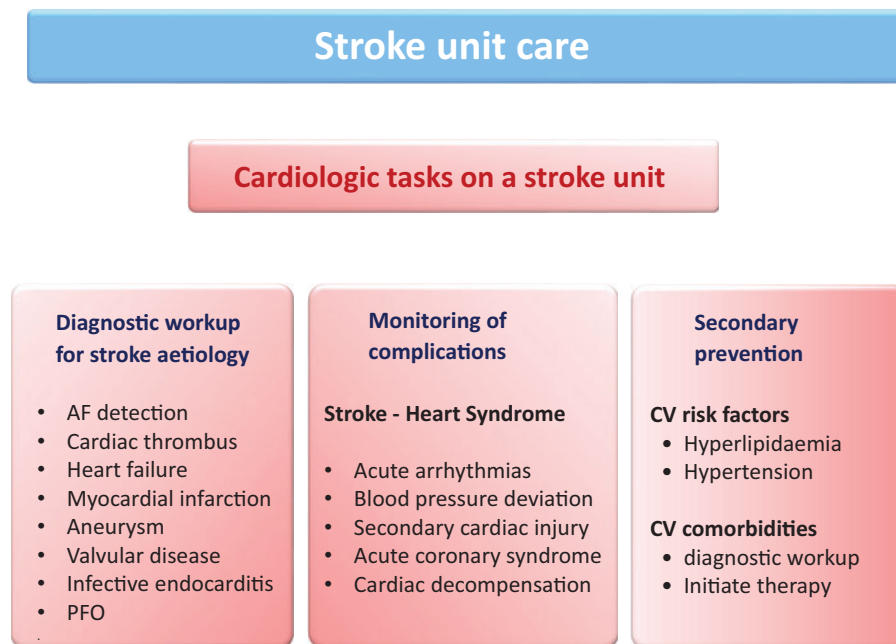 Stroke unit care
Cardiologic tasks on a stroke unit
Diagnostic workup
for stroke aetiology
• AF detection
• Cardiac thrombus
• Heart failure
• Myocardial infarction
• Aneurysm
• Valvular disease
• Infective endocarditis
• PFO
.
Monitoring of
complications
Stroke - Heart Syndrome
• Acute arrhythmias
• Blood pressure deviation
• Secondary cardiac injury
• Acute coronary syndrome
• Cardiac decompensation
Secondary
prevention
CV risk factors
• Hyperlipidaemia
• Hypertension
CV comorbidities
• diagnostic workup
• Initiate therapy